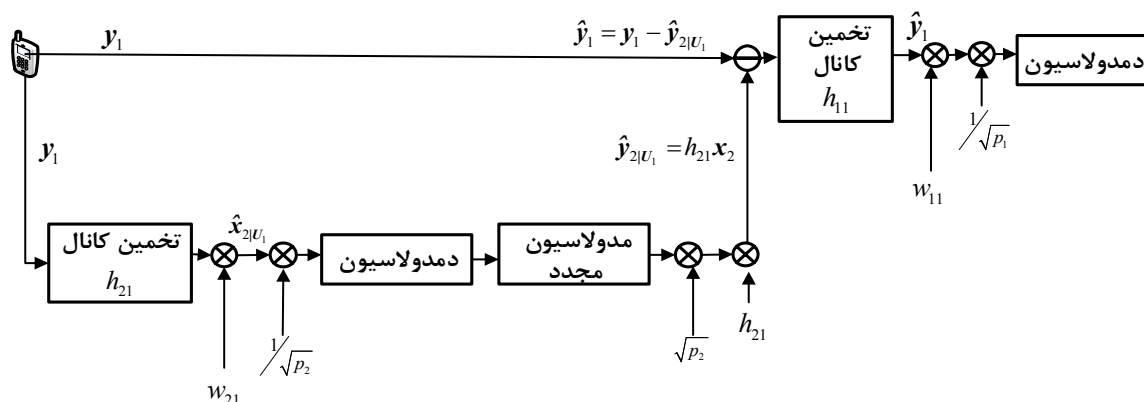 𝒚₁
ŷ₁ = y₁ − ŷ₂|U₁
تخمین
کانال
h₁₁
ŷ₁
دمدولاسیون
1/√p₁
w₁₁
y₁
ŷ₂|U₁ = h₂₁x₂
تخمین کانال
h₂₁
x̂₂|U₁
دمدولاسیون
مدولاسیون
مجدد
1/√p₂
w₂₁
√p₂
h₂₁